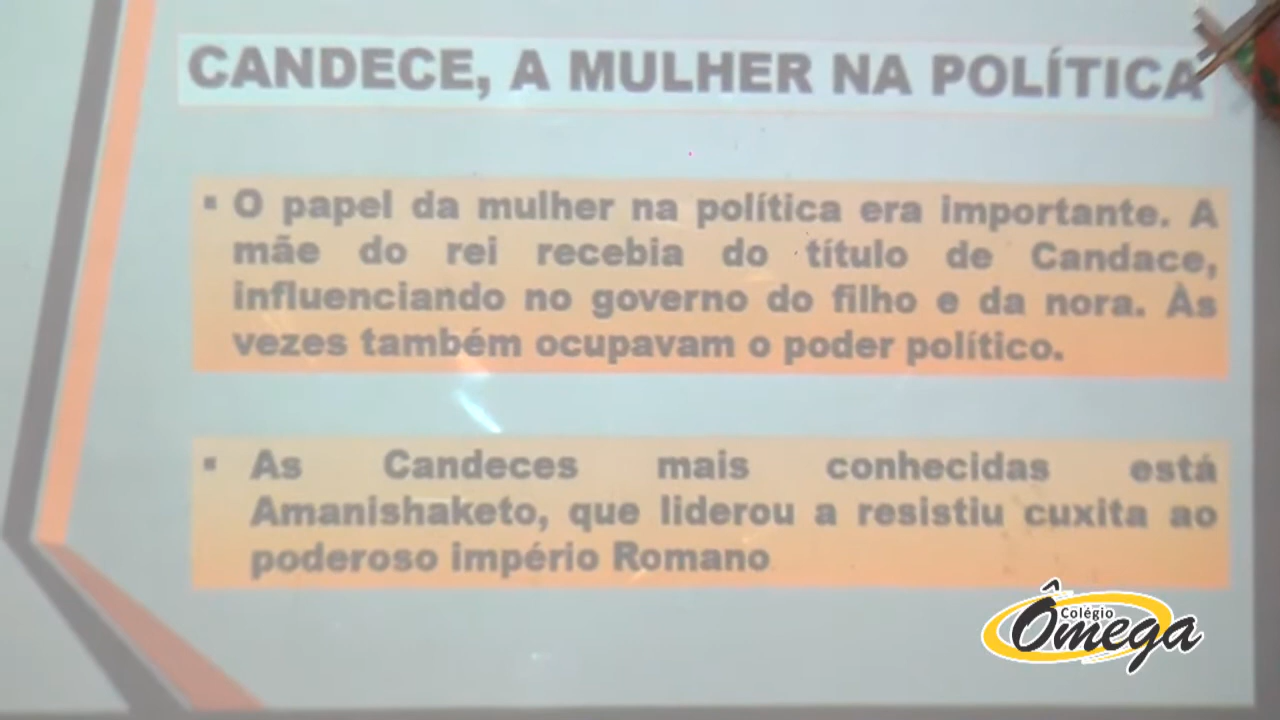 CANDECE, A MULHER NA POLÍTICA
▪ O papel da mulher na política era importante. A
mãe do rei recebia do título de Candace,
influenciando no governo do filho e da nora. Às
vezes também ocupavam o poder político.
▪ As Candeces mais conhecidas está
Amanishaketo, que liderou a resistiu cuxita ao
poderoso império Romano
Colégio
Ômega